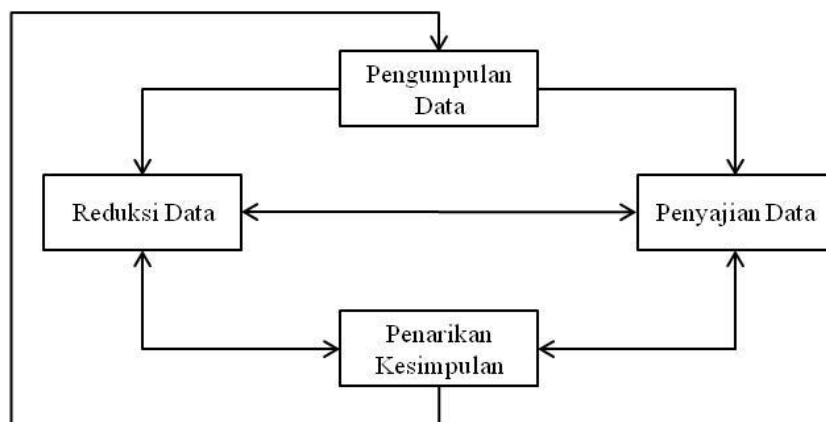 Pengumpulan
Data
Reduksi Data
Penyajian Data
Penarikan
Kesimpulan